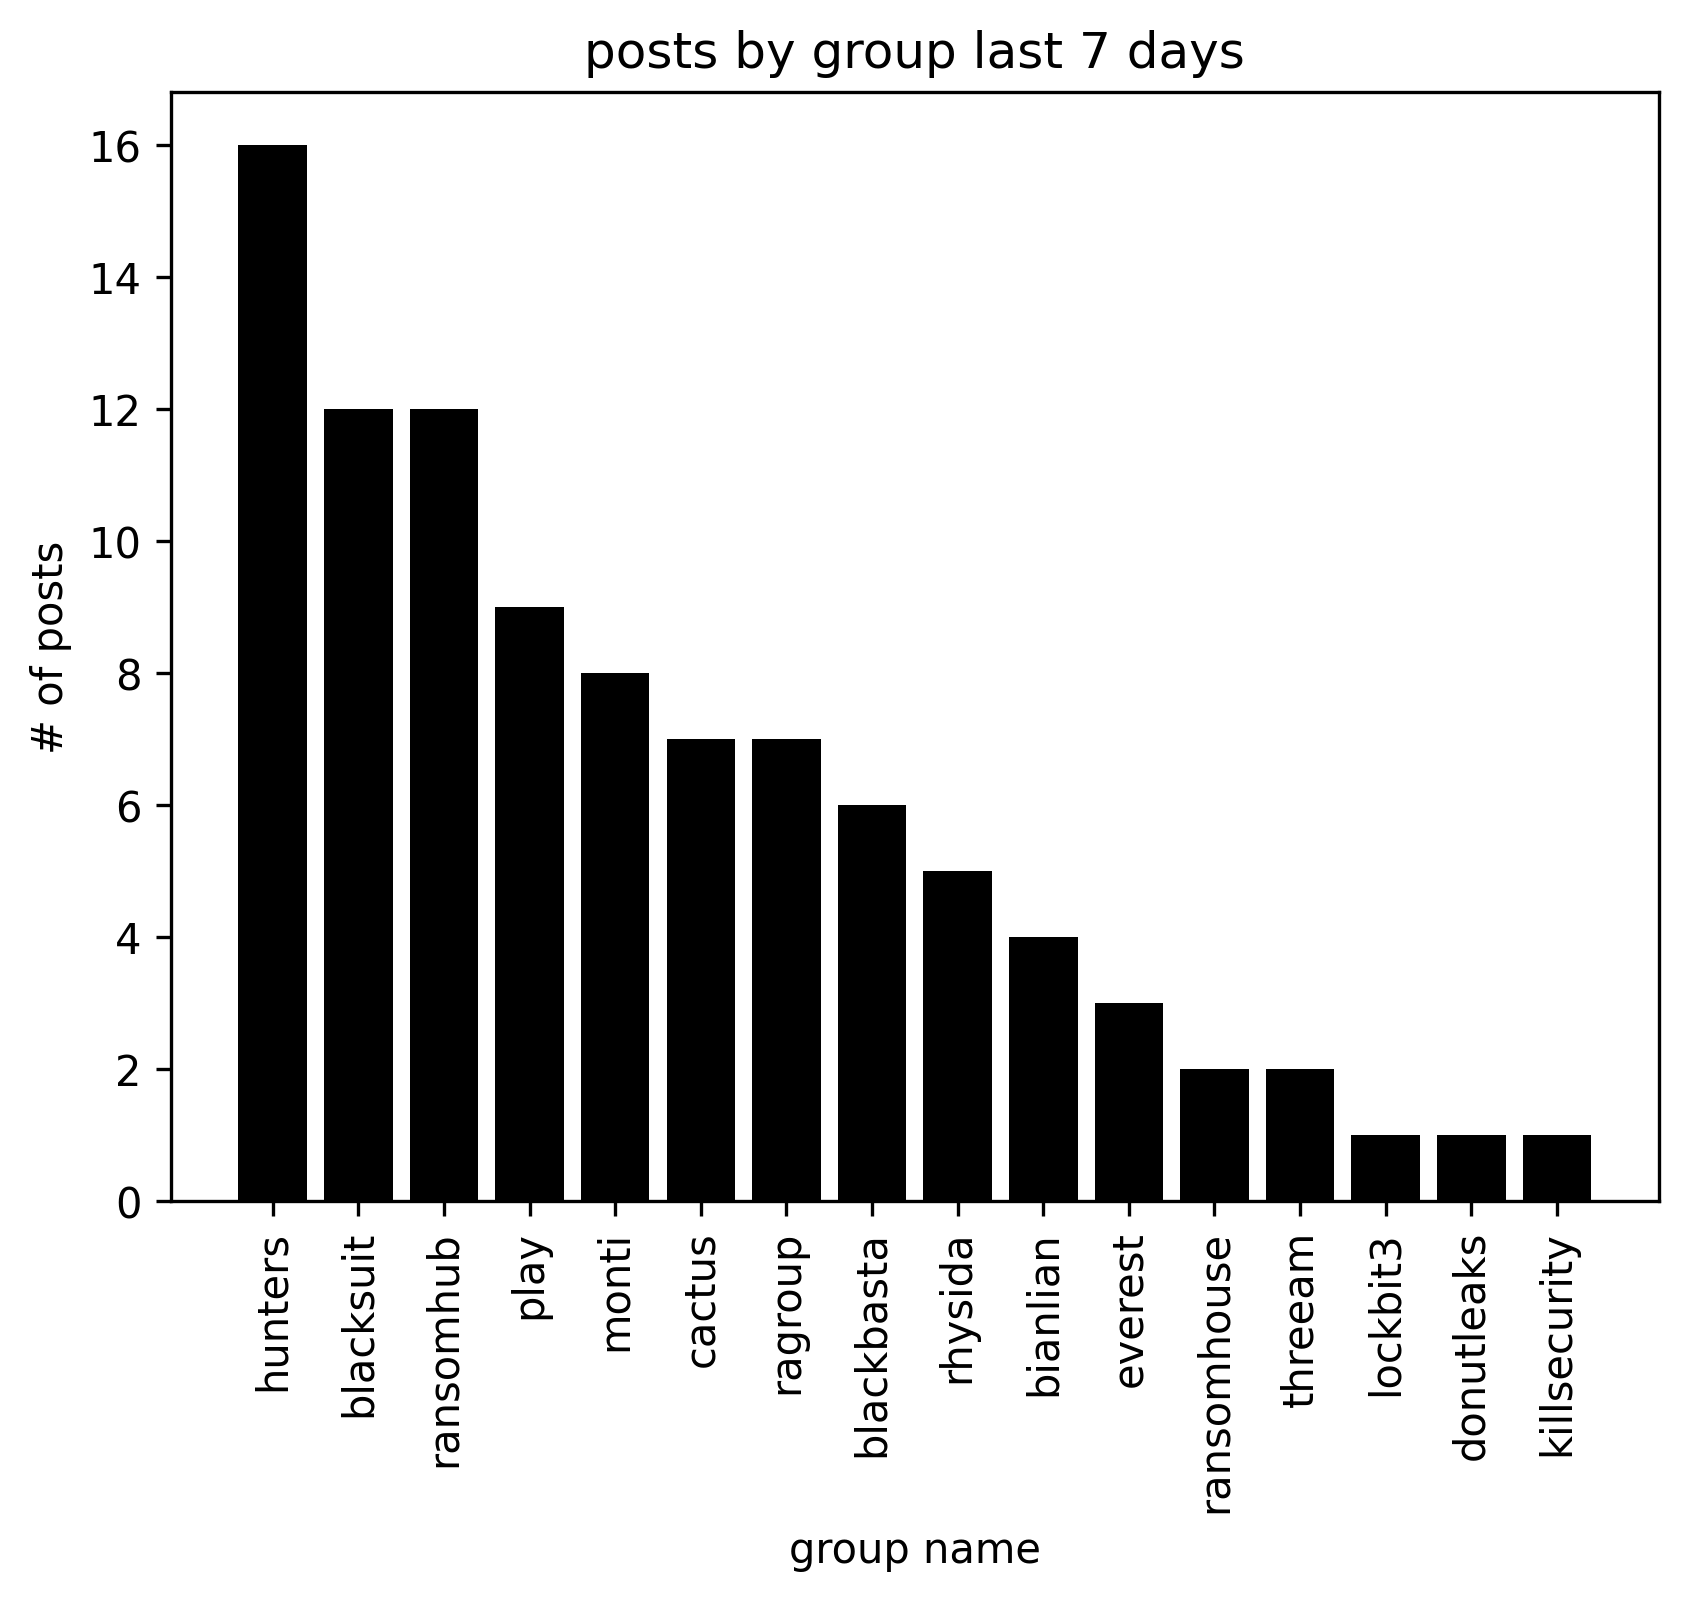 posts by group last 7 days
16
14
12
10
8
6
4
2
0
# of posts
hunters
blacksuit
ransomhub
play
monti
cactus
ragroup
blackbasta
rhysida
bianlian
everest
ransomhouse
threeam
lockbit3
donutleaks
killsecurity
group name